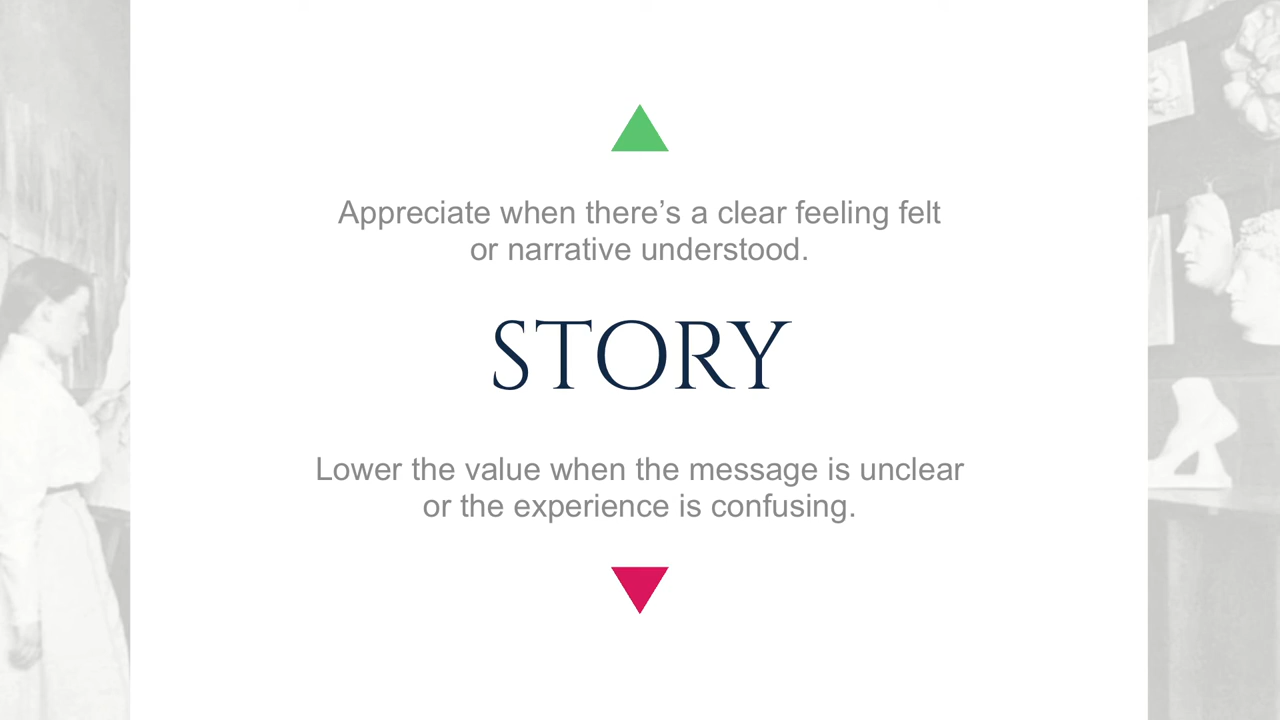 Appreciate when there’s a clear feeling felt
or narrative understood.
STORY
Lower the value when the message is unclear
or the experience is confusing.